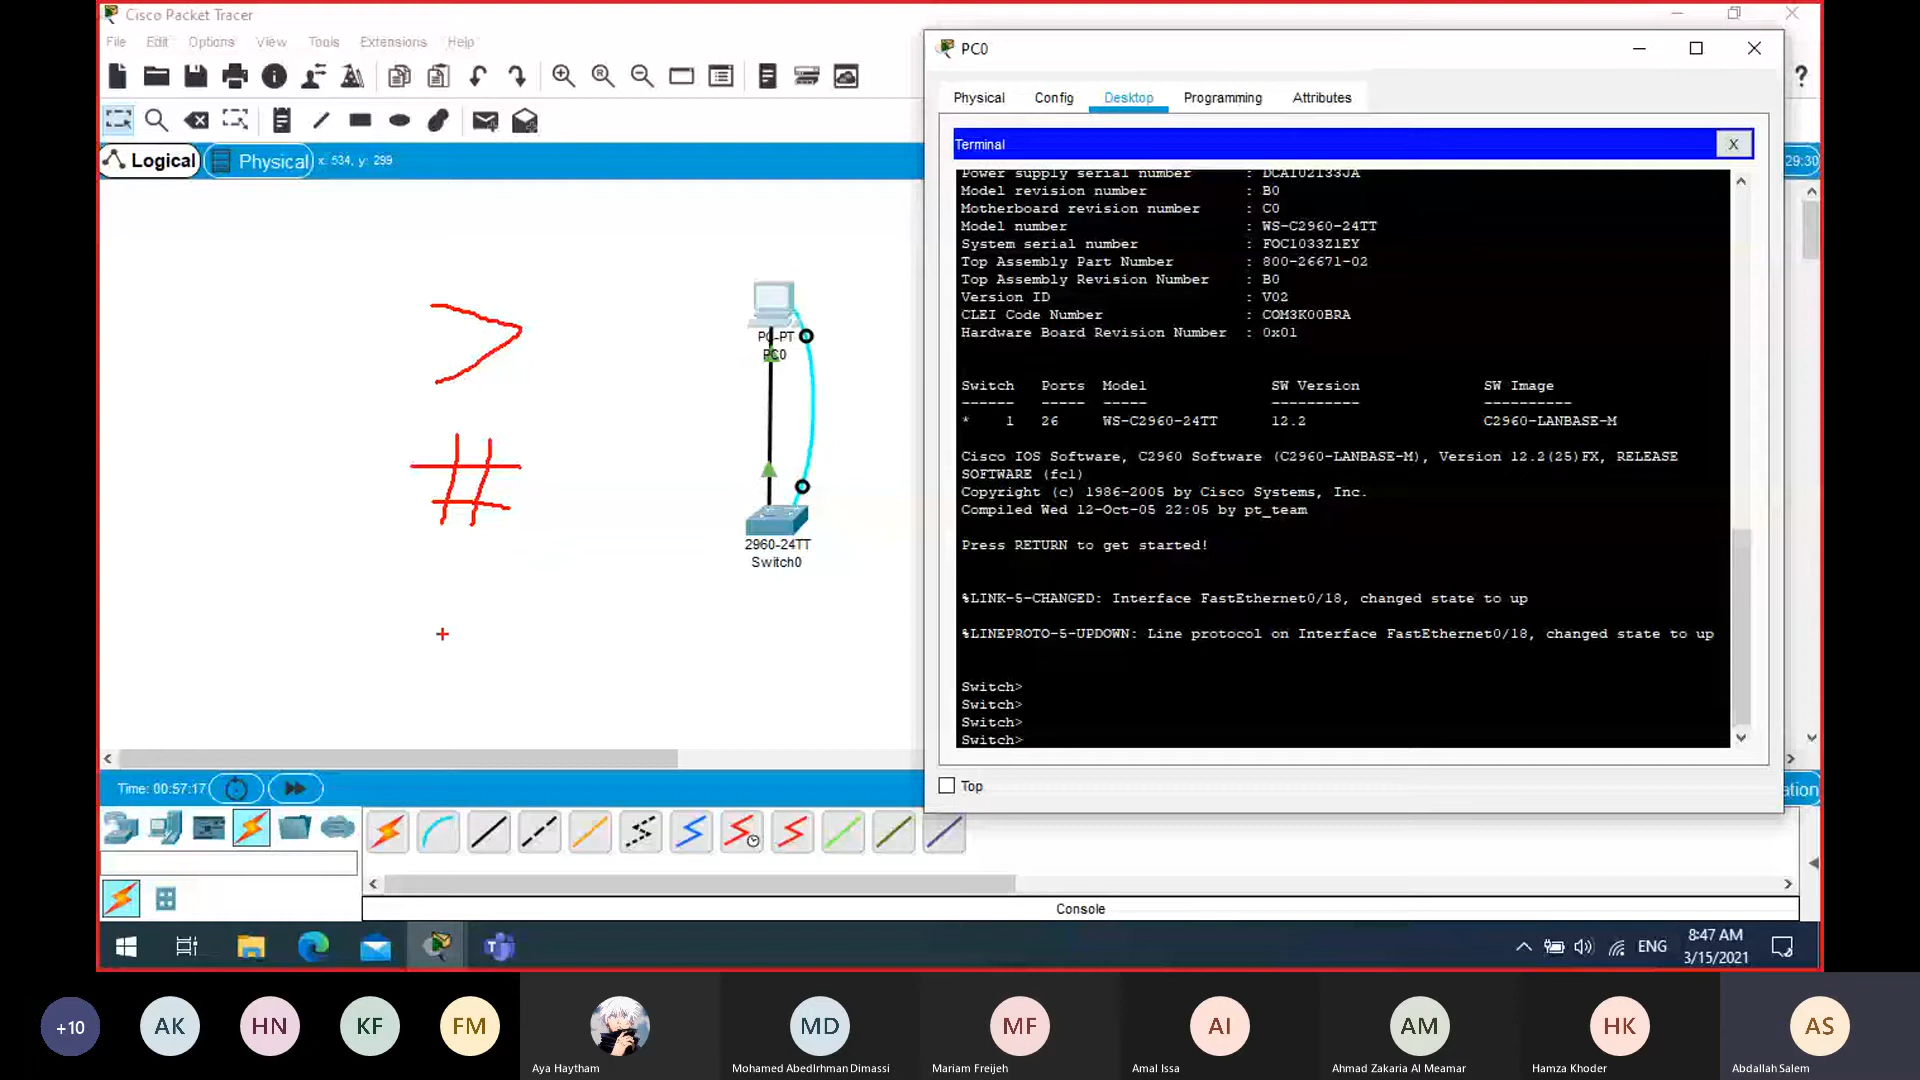 Cisco Packet Tracer
File Edit Options View Tools Extensions Help
Logical Physical x: 534, y: 299
29:30
>
#
PC-PT
PC0
2960-24TT
Switch0
PC0
Physical Config Desktop Programming Attributes
Terminal X
Power supply serial number : DCA102133JA
Model revision number : B0
Motherboard revision number : C0
Model number : WS-C2960-24TT
System serial number : FOC1033Z1EY
Top Assembly Part Number : 800-26671-02
Top Assembly Revision Number : B0
Version ID : V02
CLEI Code Number : COM3K00BRA
Hardware Board Revision Number : 0x01
Switch Ports Model SW Version SW Image
------ ----- ----- ---------- ----------
* 1 26 WS-C2960-24TT 12.2 C2960-LANBASE-M
Cisco IOS Software, C2960 Software (C2960-LANBASE-M), Version 12.2(25)FX, RELEASE
SOFTWARE (fc1)
Copyright (c) 1986-2005 by Cisco Systems, Inc.
Compiled Wed 12-Oct-05 22:05 by pt_team
Press RETURN to get started!
%LINK-5-CHANGED: Interface FastEthernet0/18, changed state to up
%LINEPROTO-5-UPDOWN: Line protocol on Interface FastEthernet0/18, changed state to up
Switch>
Switch>
Switch>
Switch>
Top
Time: 00:57:17
ation
Console
ENG
8:47 AM
3/15/2021
+10 AK HN KF FM MD MF AI AM HK AS
Aya Haytham Mohamed AbedIrhman Dimassi Mariam Freijeh Amal Issa Ahmad Zakaria Al Meamar Hamza Khoder Abdallah Salem